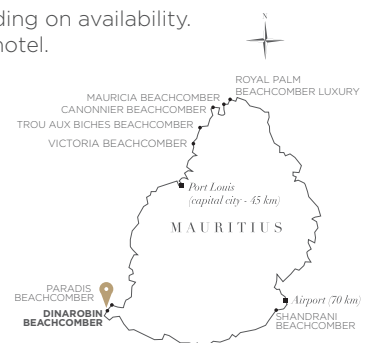 ding on availability.
hotel.
N
ROYAL PALM
BEACHCOMBER LUXURY
MAURICIA BEACHCOMBER
CANONNIER BEACHCOMBER
TROU AUX BICHES BEACHCOMBER
VICTORIA BEACHCOMBER
Port Louis
(capital city - 45 km)
MAURITIUS
PARADIS
BEACHCOMBER
DINAROBIN
BEACHCOMBER
Airport (70 km)
SHANDRANI
BEACHCOMBER